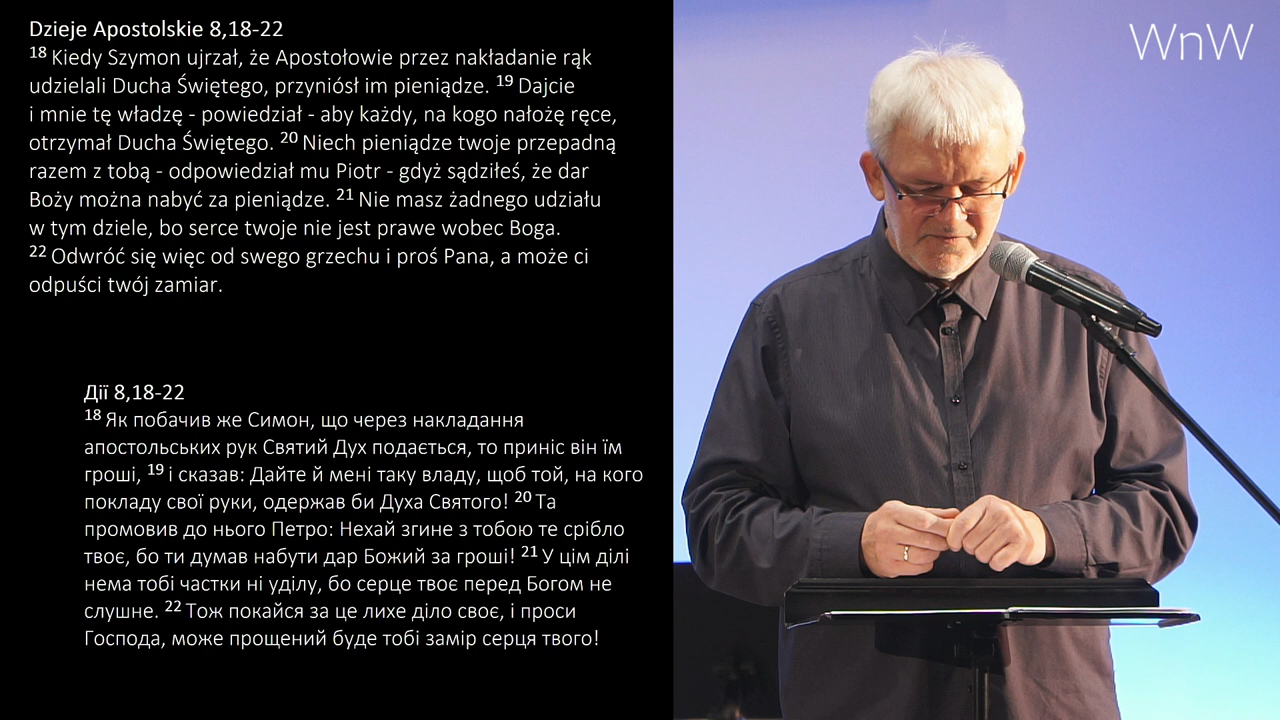 Dzieje Apostolskie 8,18-22
18 Kiedy Szymon ujrzał, że Apostołowie przez nakładanie rąk
udzielali Ducha Świętego, przyniósł im pieniądze. 19 Dajcie
i mnie tę władzę - powiedział - aby każdy, na kogo nałożę ręce,
otrzymał Ducha Świętego. 20 Niech pieniądze twoje przepadną
razem z tobą - odpowiedział mu Piotr - gdyż sądziłeś, że dar
Boży można nabyć za pieniądze. 21 Nie masz żadnego udziału
w tym dziele, bo serce twoje nie jest prawe wobec Boga.
22 Odwróć się więc od swego grzechu i proś Pana, a może ci
odpuści twój zamiar.
Дії 8,18-22
18 Як побачив же Симон, що через накладання
апостольських рук Святий Дух подається, то приніс він їм
гроші, 19 і сказав: Дайте й мені таку владу, щоб той, на кого
покладу свої руки, одержав би Духа Святого! 20 Та
промовив до нього Петро: Нехай згине з тобою те срібло
твоє, бо ти думав набути дар Божий за гроші! 21 У цім ділі
нема тобі частки ні уділу, бо серце твоє перед Богом не
слушне. 22 Тож покайся за це лихе діло своє, і проси
Господа, може прощений буде тобі замір серця твого!
WnW